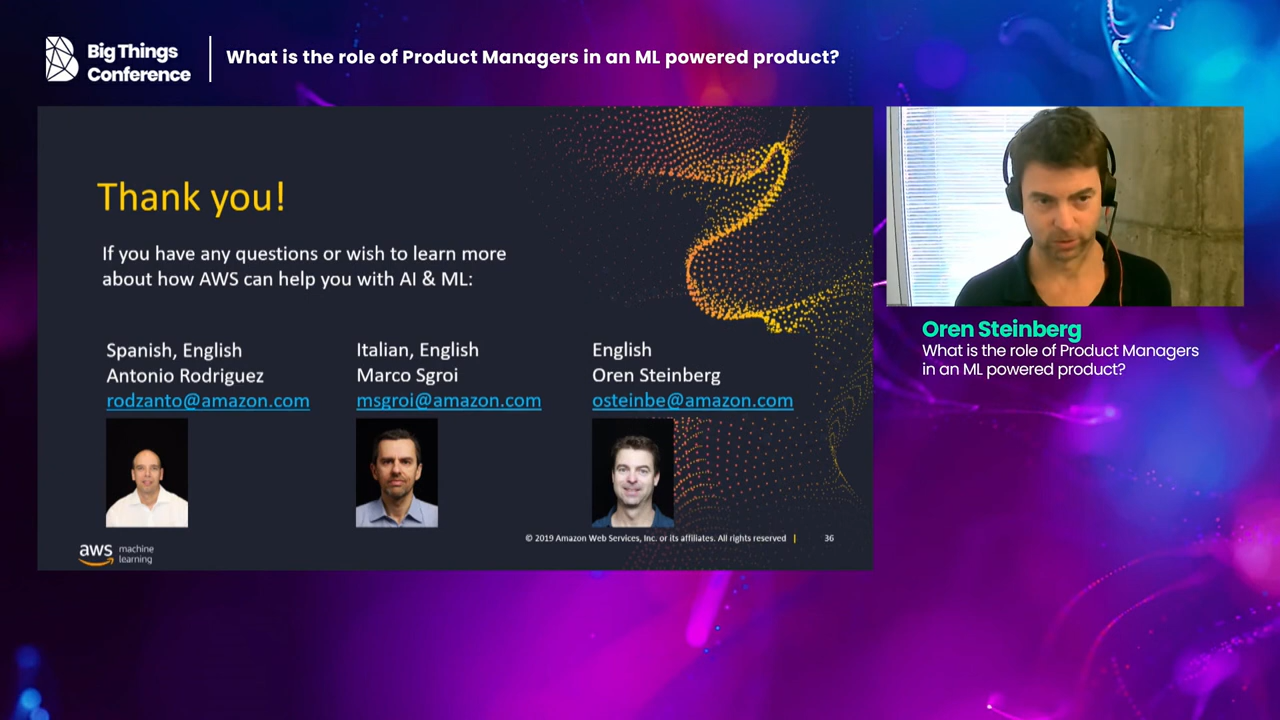 Big Things
Conference
What is the role of Product Managers in an ML powered product?
Thank you!
If you have any questions or wish to learn more
about how AWS can help you with AI & ML:
Spanish, English
Antonio Rodriguez
rodzanto@amazon.com
Italian, English
Marco Sgroi
msgroi@amazon.com
English
Oren Steinberg
osteinbe@amazon.com
aws machine
learning
© 2019 Amazon Web Services, Inc. or its affiliates. All rights reserved | 36
Oren Steinberg
What is the role of Product Managers
in an ML powered product?